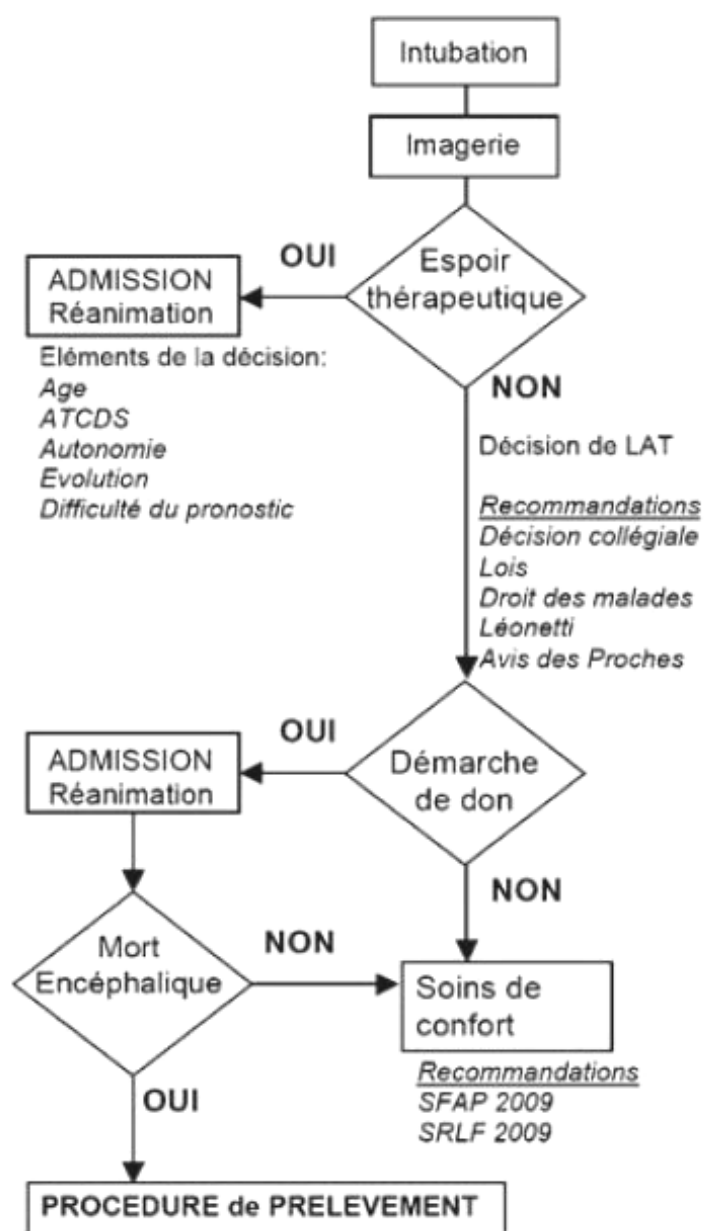 Intubation
Imagerie
Espoir
thérapeutique
OUI
ADMISSION
Réanimation
Eléments de la décision:
Age
ATCDS
Autonomie
Evolution
Difficulté du pronostic
NON
Décision de LAT
Recommandations
Décision collégiale
Lois
Droit des malades
Léonetti
Avis des Proches
Démarche
de don
OUI
ADMISSION
Réanimation
NON
Mort
Encéphalique
NON
Soins de
confort
Recommandations
SFAP 2009
SRLF 2009
OUI
PROCEDURE de PRELEVEMENT